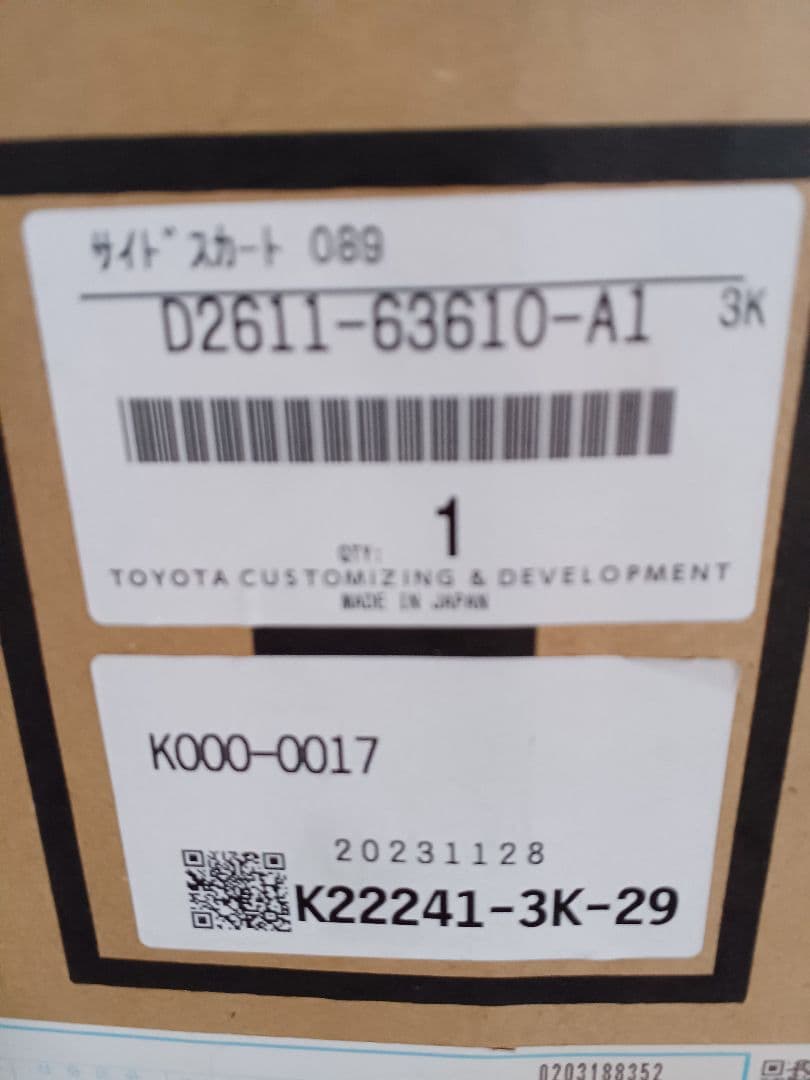 ｻｲﾄﾞｽｶｰﾄ 089
D2611-63610-A1 3K
QTY: 1
TOYOTA CUSTOMIZING & DEVELOPMENT
MADE IN JAPAN
K000-0017
20231128
K22241-3K-29
0203188352